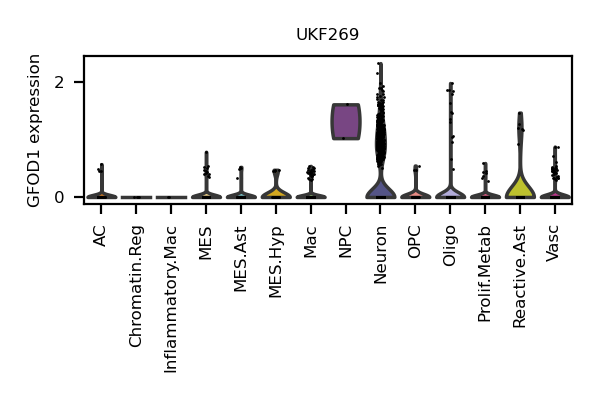 UKF269
GFOD1 expression
2
0
AC
Chromatin.Reg
Inflammatory.Mac
MES
MES.Ast
MES.Hyp
Mac
NPC
Neuron
OPC
Oligo
Prolif.Metab
Reactive.Ast
Vasc